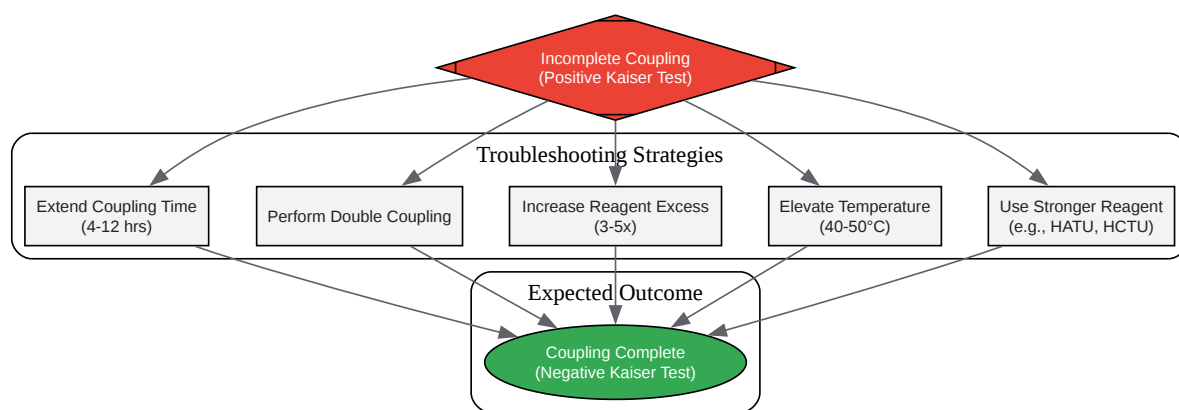 Incomplete Coupling
(Positive Kaiser Test)
Troubleshooting Strategies
Extend Coupling Time
(4-12 hrs)
Perform Double Coupling
Increase Reagent Excess
(3-5x)
Elevate Temperature
(40-50°C)
Use Stronger Reagent
(e.g., HATU, HCTU)
Expected Outcome
Coupling Complete
(Negative Kaiser Test)